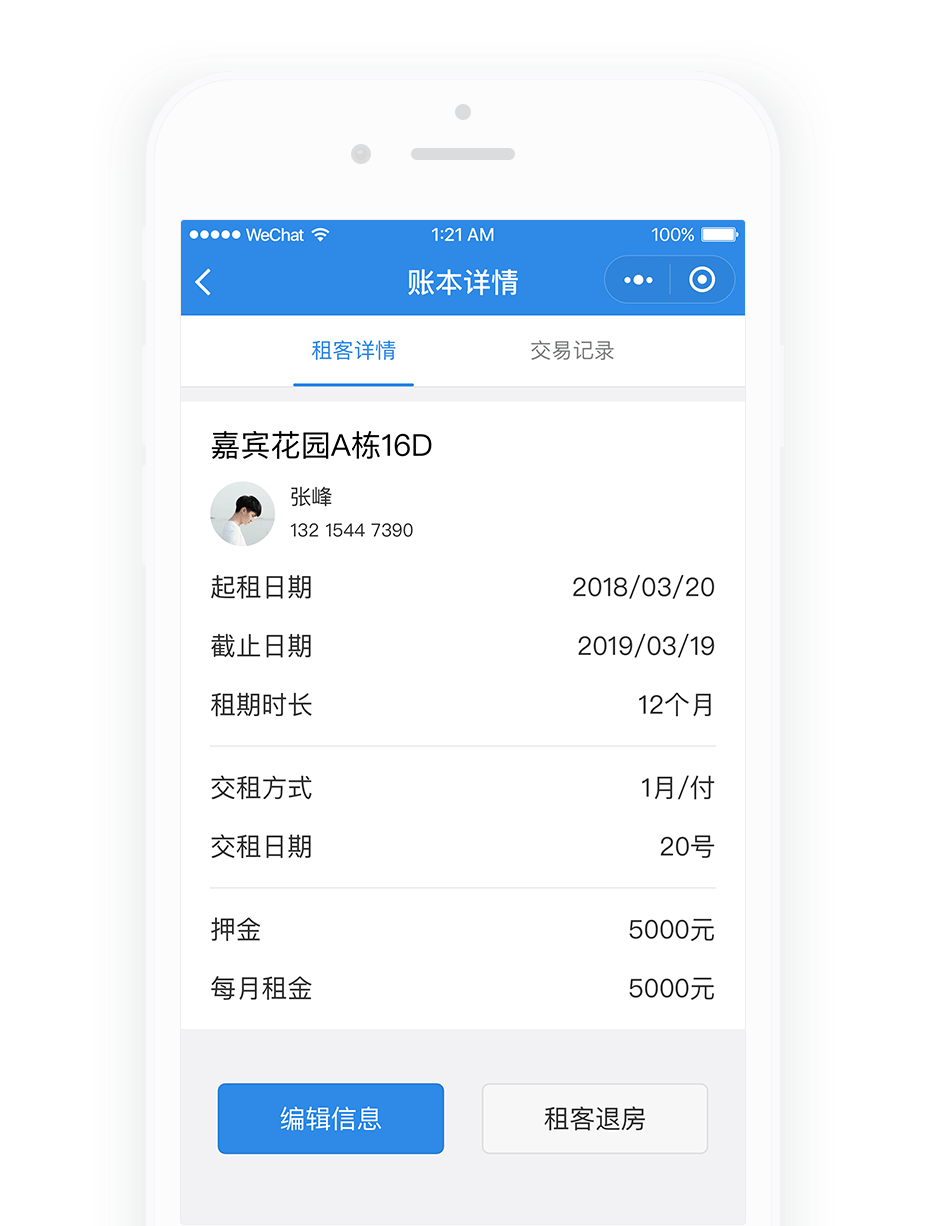 WeChat 1:21 AM 100%
账本详情
租客详情 交易记录
嘉宾花园A栋16D
张峰
132 1544 7390
起租日期 2018/03/20
截止日期 2019/03/19
租期时长 12个月
交租方式 1月/付
交租日期 20号
押金 5000元
每月租金 5000元
编辑信息 租客退房